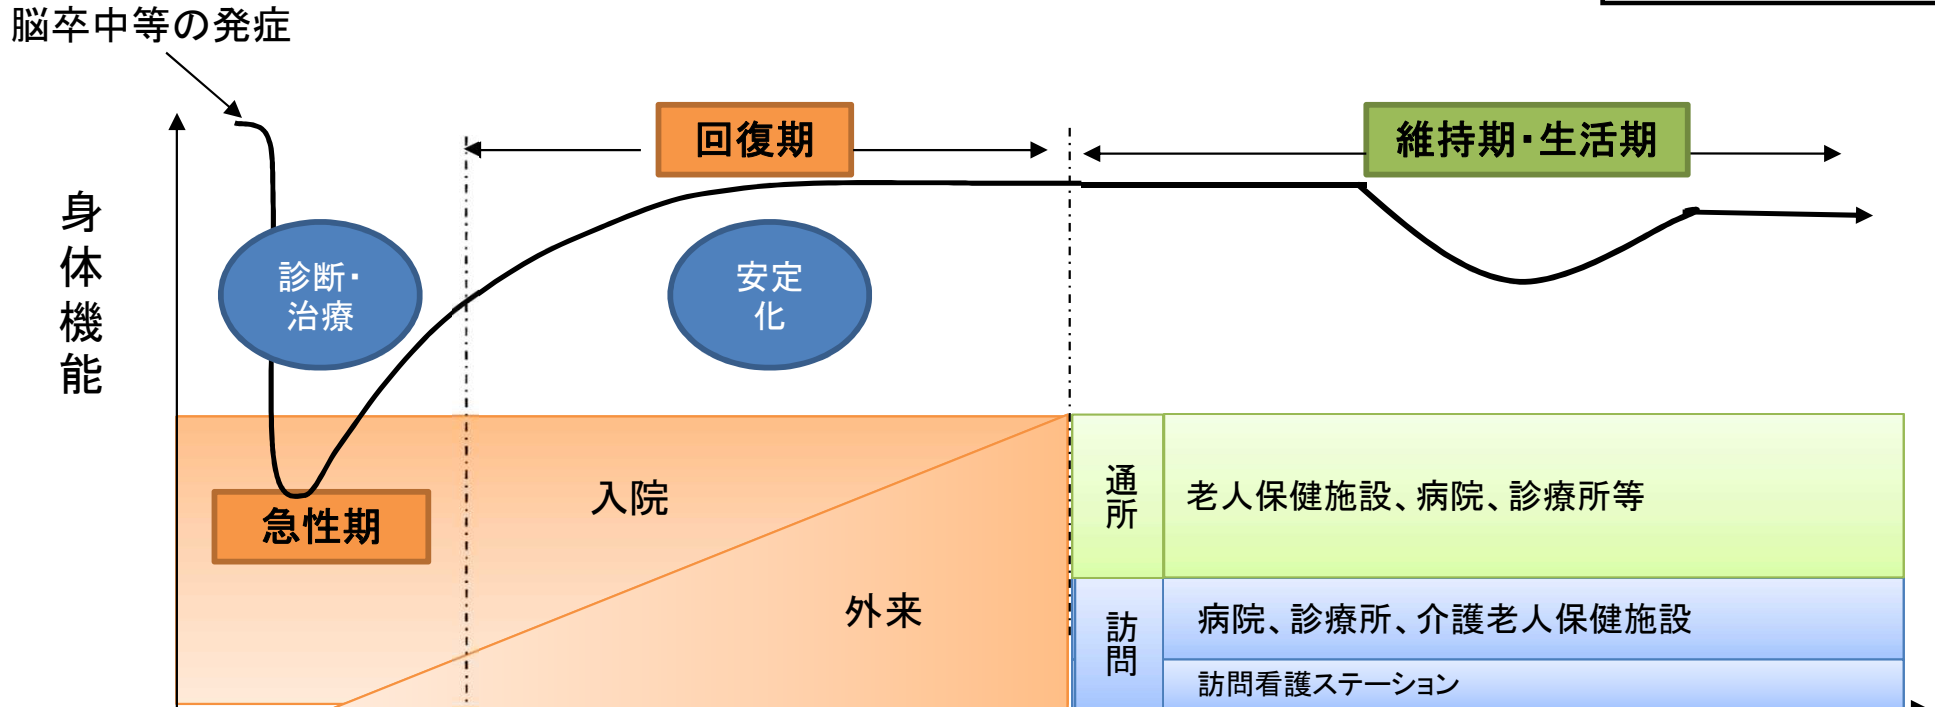 脳卒中等の発症
回復期
維持期・生活期
身体機能
診断・
治療
安定
化
急性期
入院
外来
通所
老人保健施設、病院、診療所等
訪問
病院、診療所、介護老人保健施設
訪問看護ステーション